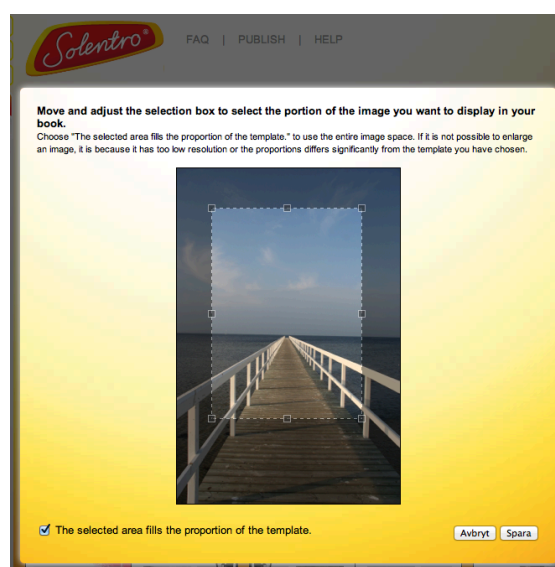 Solentro®
FAQ | PUBLISH | HELP
Move and adjust the selection box to select the portion of the image you want to display in your
book.
Choose "The selected area fills the proportion of the template." to use the entire image space. If it is not possible to enlarge
an image, it is because it has too low resolution or the proportions differs significantly from the template you have chosen.
The selected area fills the proportion of the template.
Avbryt Spara